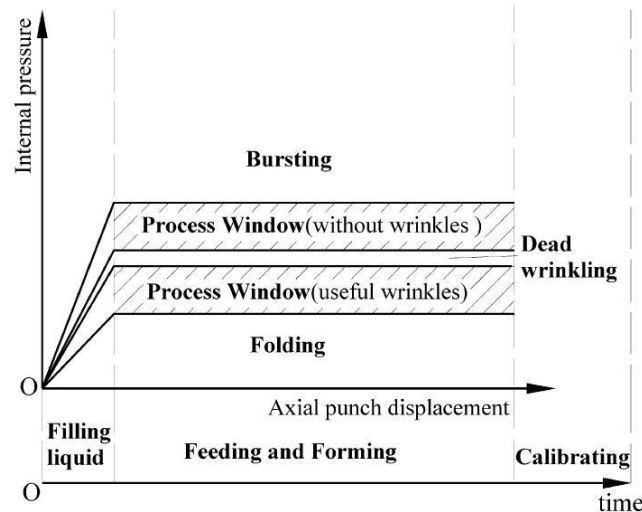 Internal pressure
Bursting
Process Window(without wrinkles )
Dead
wrinkling
Process Window(useful wrinkles)
Folding
O
Axial punch displacement
Filling
liquid
Feeding and Forming
Calibrating
O
time